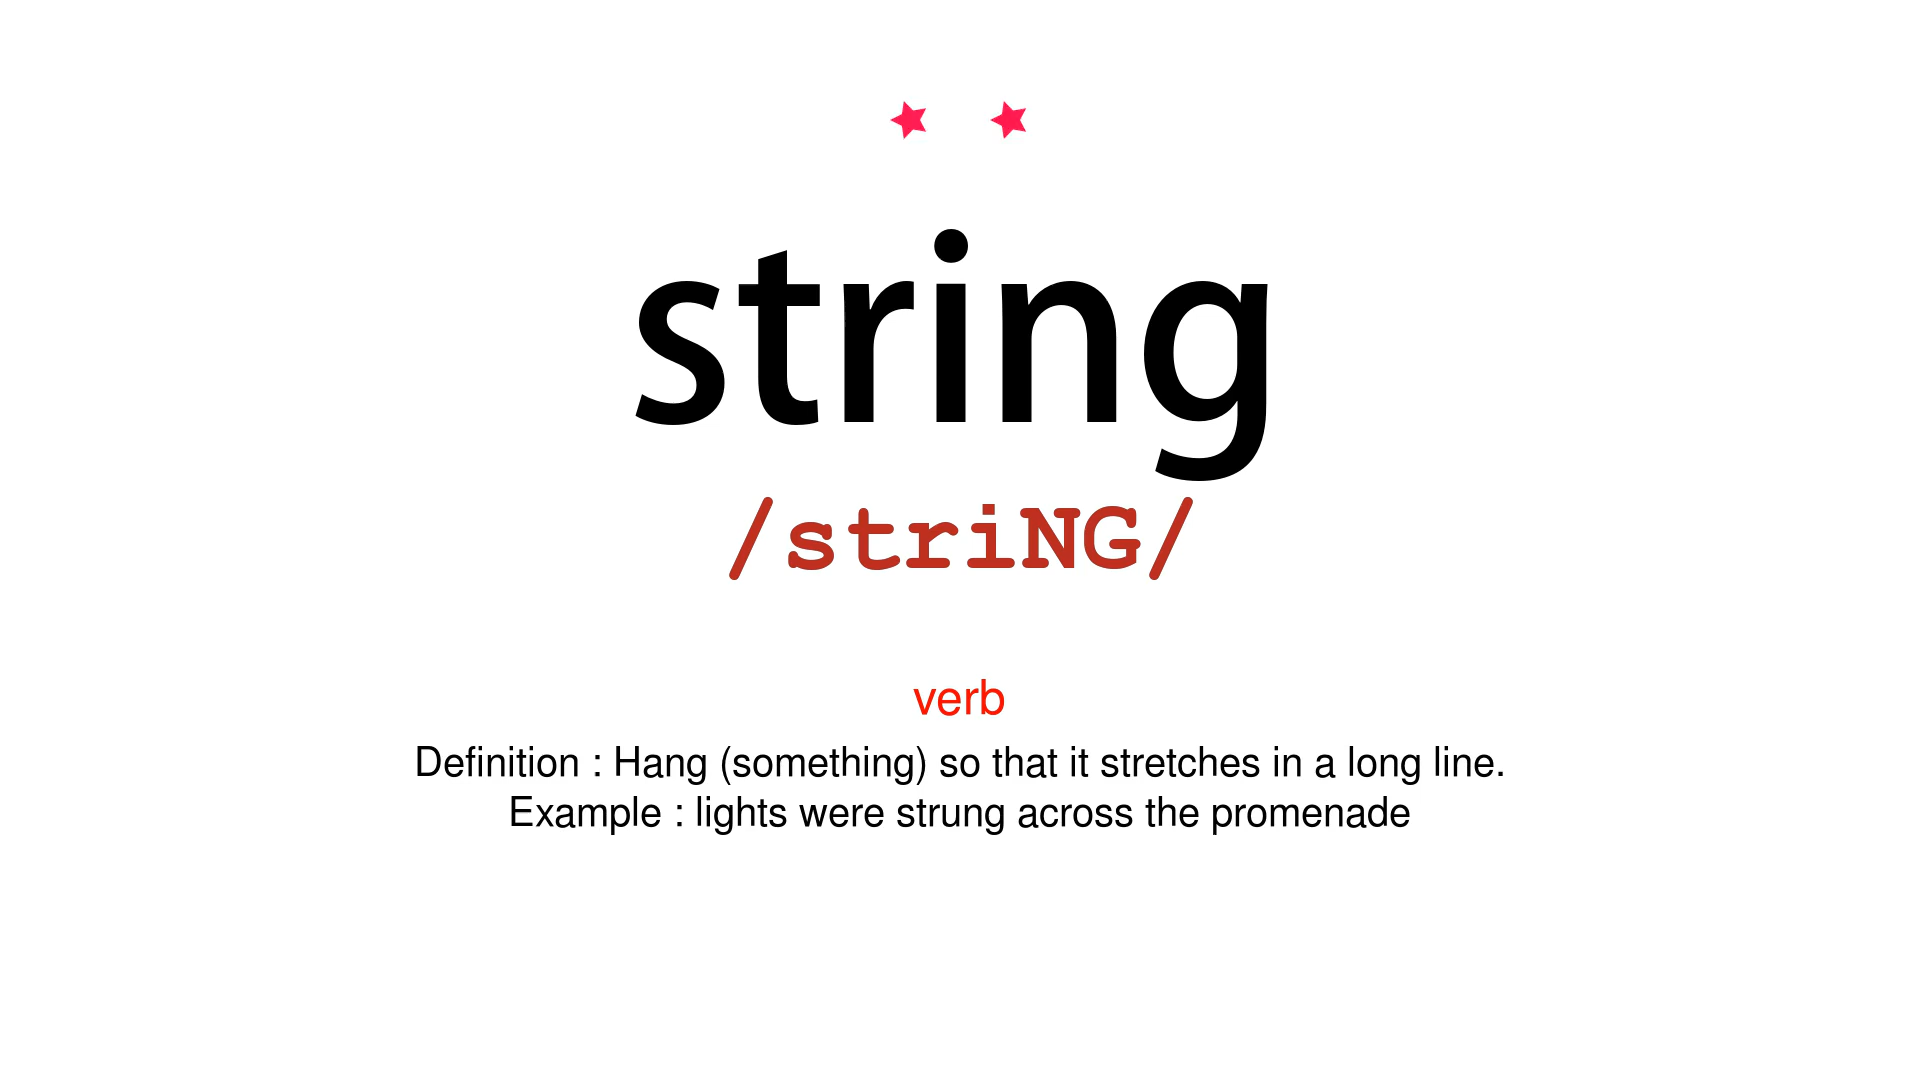 string
/striNG/
verb
Definition : Hang (something) so that it stretches in a long line.
Example : lights were strung across the promenade